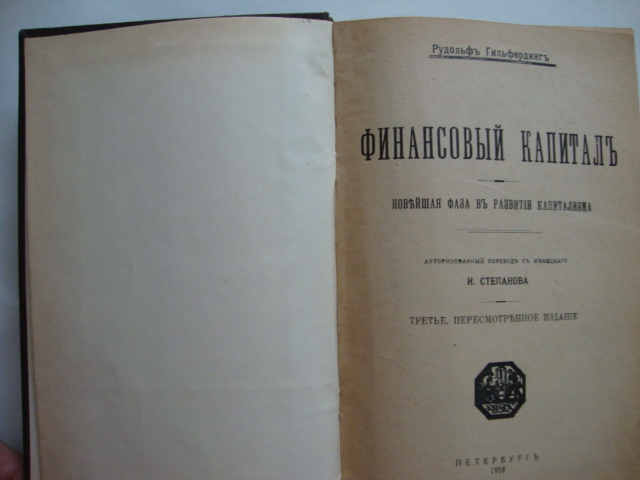 Рудольфъ Гильфердингъ
ФИНАНСОВЫЙ КАПИТАЛЪ
НОВѢЙШАЯ ФАЗА ВЪ РАЗВИТІИ КАПИТАЛИЗМА
АВТОРИЗОВАННЫЙ ПЕРЕВОДЪ СЪ НѢМЕЦКАГО
И. СТЕПАНОВА
ТРЕТЬЕ, ПЕРЕСМОТРѢННОЕ ИЗДАНІЕ
ПЕТЕРБУРГЪ
1918